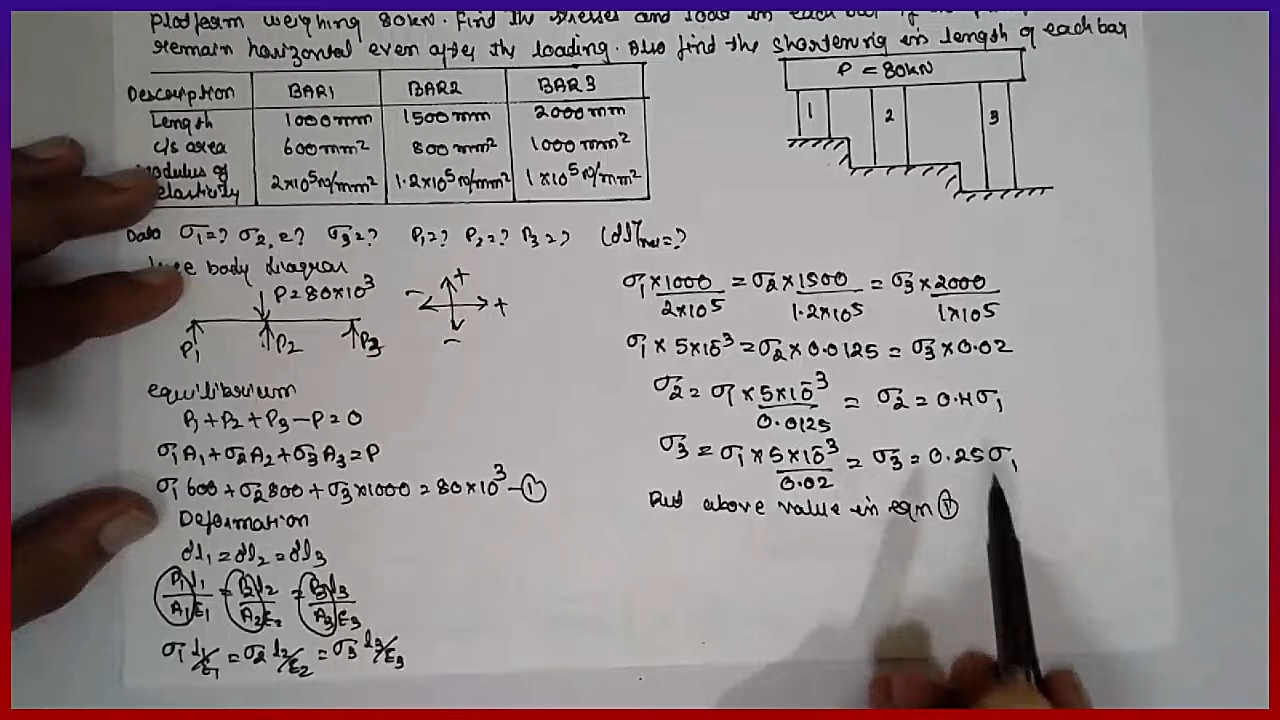 platform weighing 80kN. Find the stresses and load in each bar if the
remain horizontal even after the loading. Also find the shortening in length of each bar
Description BAR1 BAR2 BAR3
Length 1000mm 1500mm 2000mm
c/s area 600mm² 800mm² 1000mm²
modulus of elasticity 2×10⁵N/mm² 1.2×10⁵N/mm² 1×10⁵N/mm²
P = 80kN
1 2 3
Data σ1=? σ2,=? σ3=? P1=? P2=? P3=? (dl)=?
free body diagram
P=80×10³
P1 P2 P3
+ + − −
equilibrium
P1+P2+P3−P=0
σ1A1+σ2A2+σ3A3=P
σ1 600+σ2 800+σ3×1000=80×10³ —①
Deformation
dl1=dl2=dl3
P1l1/A1E1 = P2l2/A2E2 = P3l3/A3E3
σ1 l1/E1 = σ2 l2/E2 = σ3 l3/E3
σ1×1000/2×10⁵ = σ2×1500/1.2×10⁵ = σ3×2000/1×10⁵
σ1×5×10⁻³=σ2×0.0125=σ3×0.02
σ2=σ1×5×10⁻³/0.0125 = σ2=0.4σ1
σ3=σ1×5×10⁻³/0.02 = σ3=0.25σ1
Put above value in eqn ①